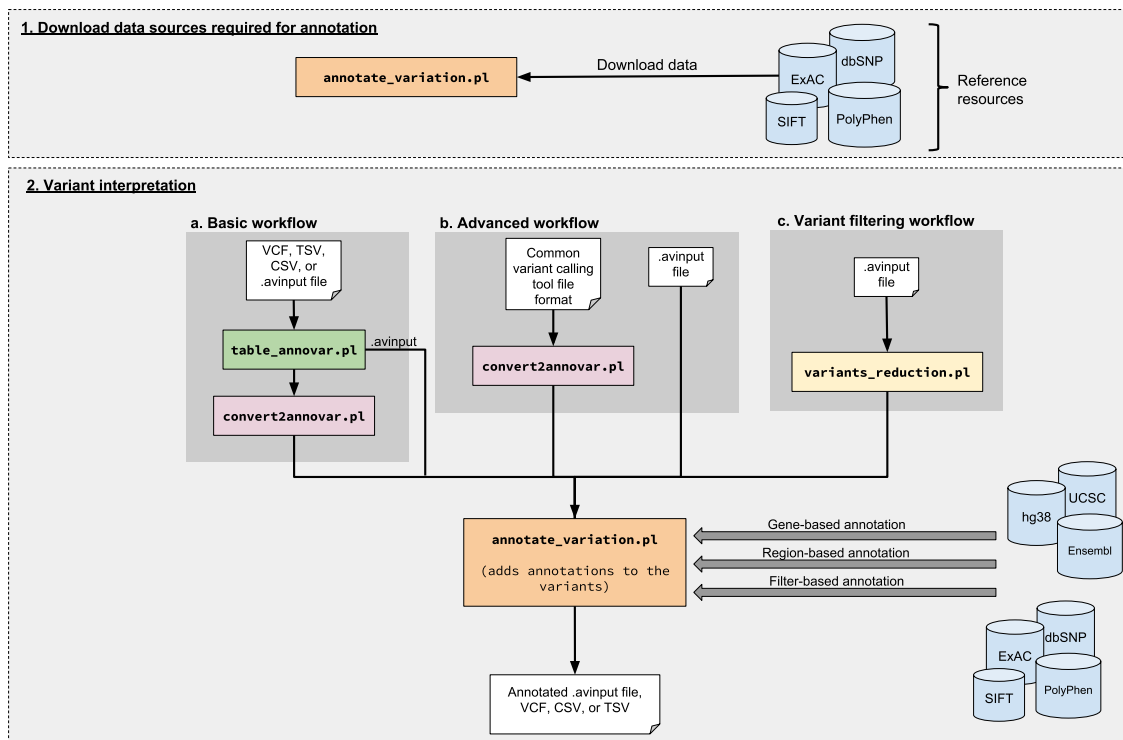 1. Download data sources required for annotation
annotate_variation.pl
Download data
dbSNP
ExAC
SIFT
PolyPhen
Reference
resources
2. Variant interpretation
a. Basic workflow
VCF, TSV,
CSV, or
.avinput file
table_annovar.pl
.avinput
convert2annovar.pl
b. Advanced workflow
Common
variant calling
tool file
format
.avinput
file
convert2annovar.pl
c. Variant filtering workflow
.avinput
file
variants_reduction.pl
annotate_variation.pl
(adds annotations to the
variants)
Gene-based annotation
Region-based annotation
Filter-based annotation
UCSC
hg38
Ensembl
dbSNP
ExAC
SIFT
PolyPhen
Annotated .avinput file,
VCF, CSV, or TSV